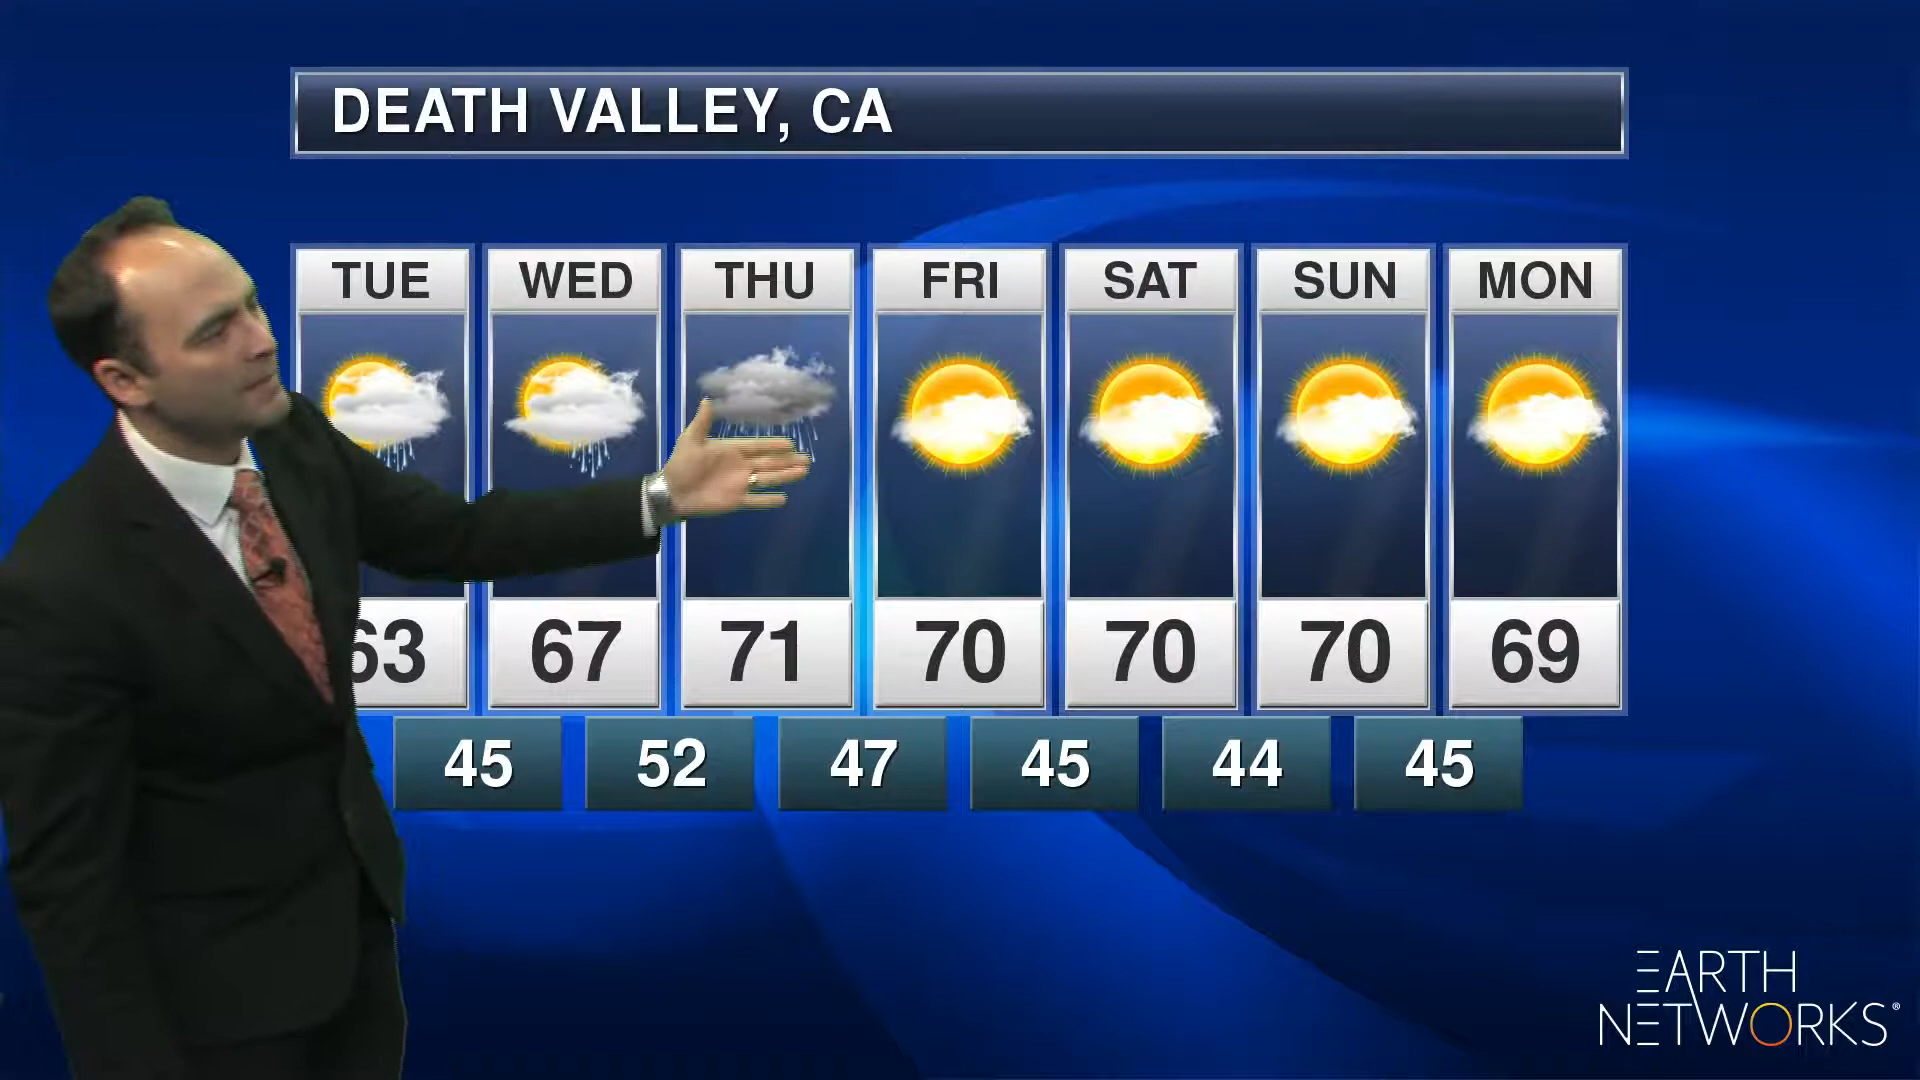 DEATH VALLEY, CA
TUE WED THU FRI SAT SUN MON
63 67 71 70 70 70 69
45 52 47 45 44 45
EARTH
NETWORKS®